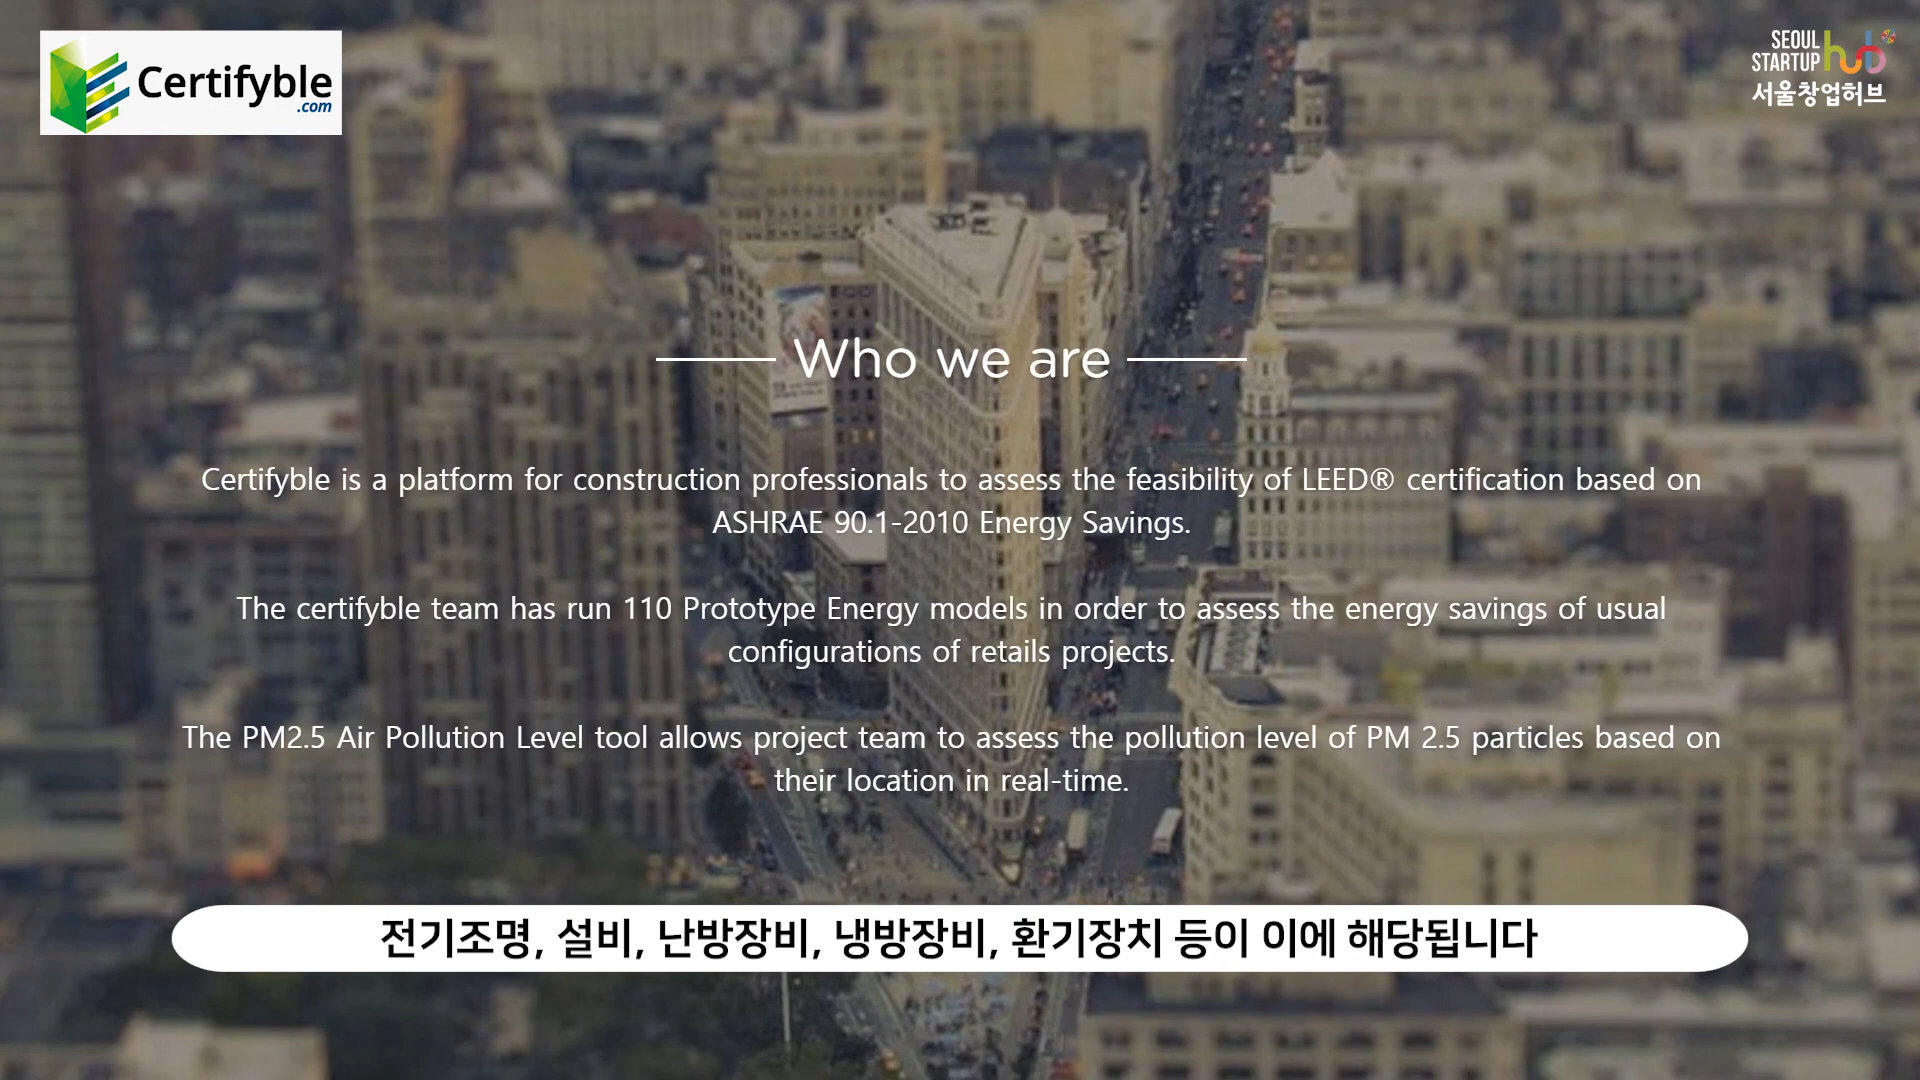 Certifyble
.com
SEOUL
STARTUP hub
서울창업허브
Who we are
Certifyble is a platform for construction professionals to assess the feasibility of LEED® certification based on
ASHRAE 90.1-2010 Energy Savings.
The certifyble team has run 110 Prototype Energy models in order to assess the energy savings of usual
configurations of retails projects.
The PM2.5 Air Pollution Level tool allows project team to assess the pollution level of PM 2.5 particles based on
their location in real-time.
전기조명, 설비, 난방장비, 냉방장비, 환기장치 등이 이에 해당됩니다